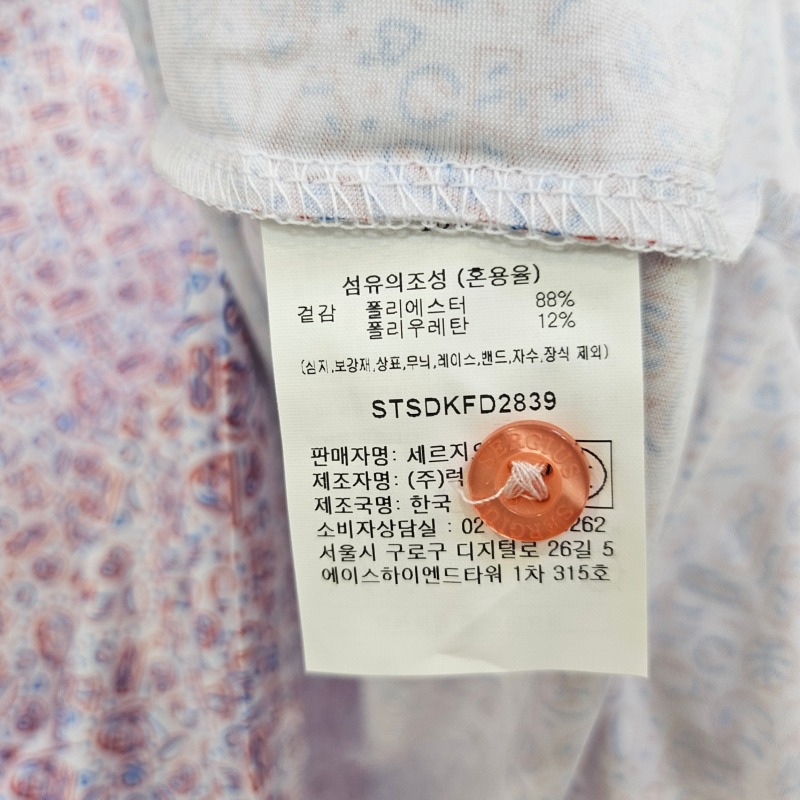 섬유의조성 (혼용율)
겉감 폴리에스터 88%
폴리우레탄 12%
(심지,보강재,상표,무늬,레이스,밴드,자수,장식 제외)
STSDKFD2839
판매자명: 세르지오
제조자명: (주)럭
제조국명: 한국
소비자상담실 : 02 262
서울시 구로구 디지털로 26길 5
에이스하이엔드타워 1차 315호
SERGIUS